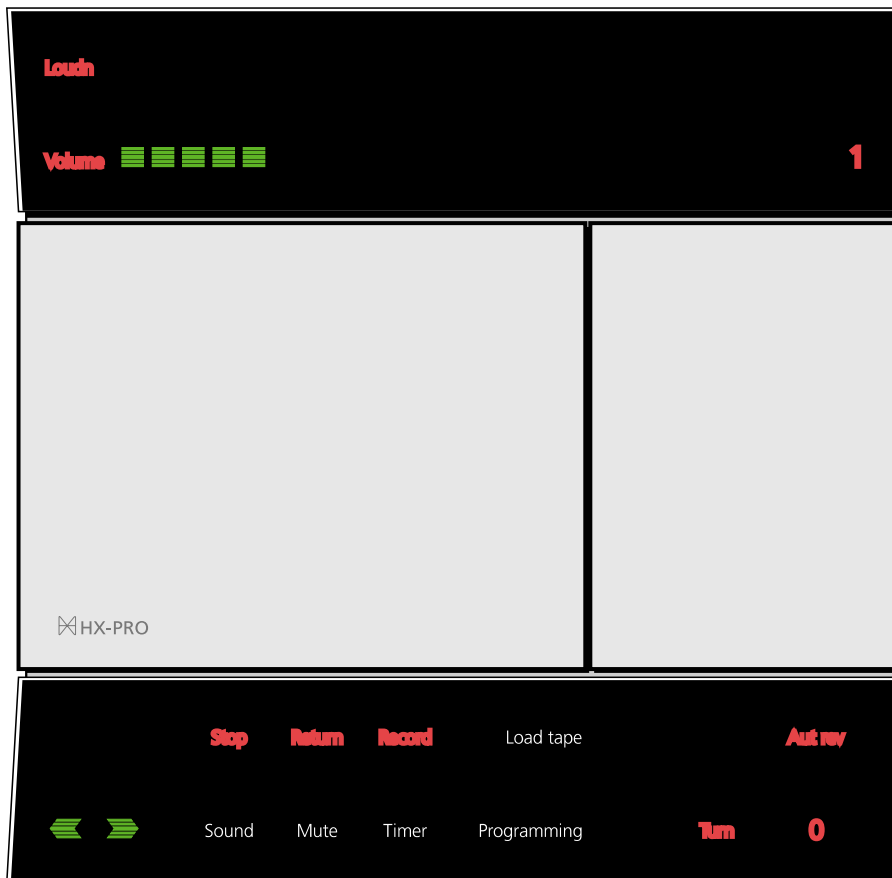 Loudn
Volume 1
HX-PRO
Stop Return Record Load tape Aut rev
Sound Mute Timer Programming Turn 0